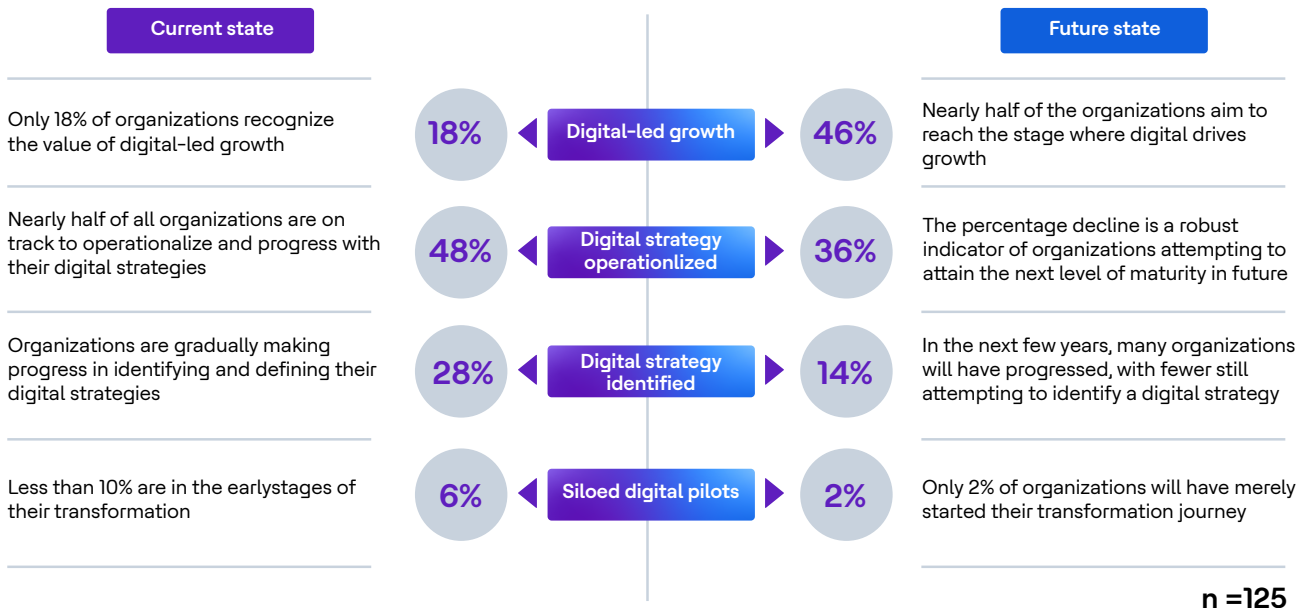 Current state
Future state
Only 18% of organizations recognize
the value of digital-led growth
18%
Digital-led growth
46%
Nearly half of the organizations aim to
reach the stage where digital drives
growth
Nearly half of all organizations are on
track to operationalize and progress with
their digital strategies
48%
Digital strategy
operationlized
36%
The percentage decline is a robust
indicator of organizations attempting to
attain the next level of maturity in future
Organizations are gradually making
progress in identifying and defining their
digital strategies
28%
Digital strategy
identified
14%
In the next few years, many organizations
will have progressed, with fewer still
attempting to identify a digital strategy
Less than 10% are in the earlystages of
their transformation
6%
Siloed digital pilots
2%
Only 2% of organizations will have merely
started their transformation journey
n =125